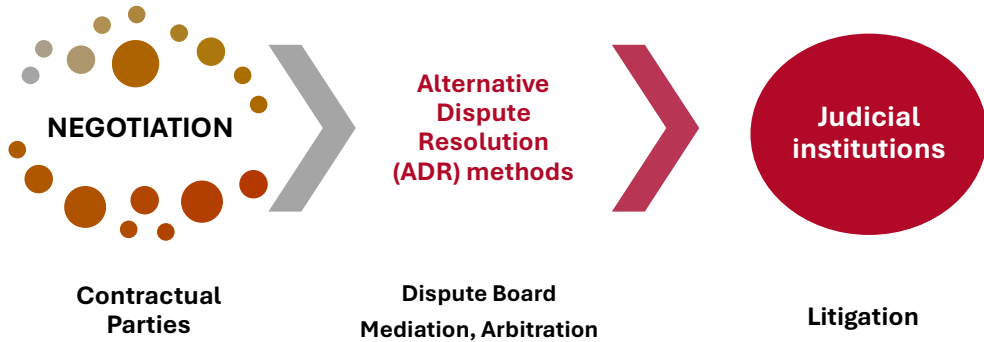 NEGOTIATION
Alternative
Dispute
Resolution
(ADR) methods
Judicial
institutions
Contractual
Parties
Dispute Board
Mediation, Arbitration
Litigation